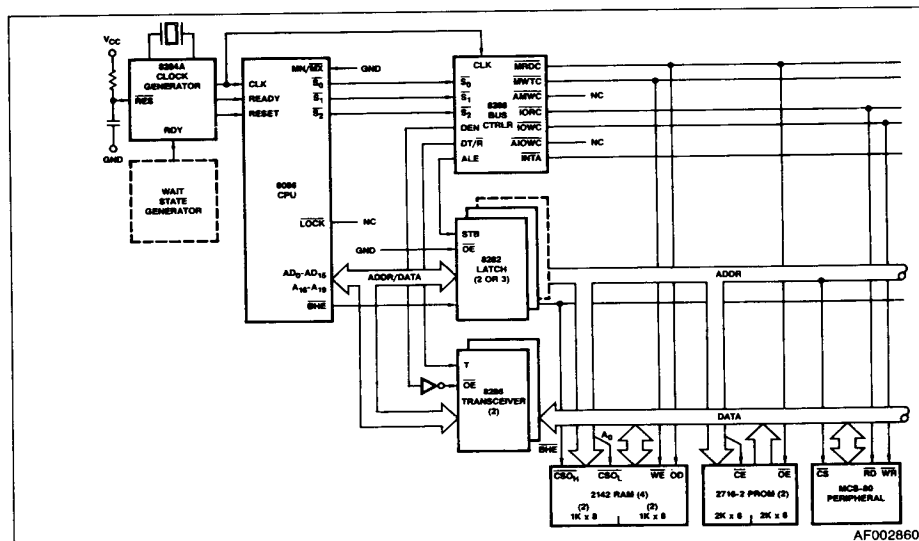 VCC
8284A
CLOCK
GENERATOR
RES
RDY
GND
WAIT
STATE
GENERATOR
MN/MX
GND
CLK
READY
RESET
S0
S1
S2
8086
CPU
LOCK
NC
AD0-AD15
A16-A19
BHE
ADDR/DATA
CLK
S0
S1
S2
DEN
DT/R
ALE
8288
BUS
CTRLR
MRDC
MWTC
AMWC
NC
IORC
IOWC
AIOWC
NC
INTA
STB
GND
OE
8282
LATCH
(2 OR 3)
ADDR
T
OE
8286
TRANSCEIVER
(2)
DATA
BHE
A0
CSOH
CSOL
WE
OD
2142 RAM (4)
(2)
1K x 8
(2)
1K x 8
CE
OE
2716-2 PROM (2)
2K x 8
2K x 8
CS
RD
WR
MCS-80
PERIPHERAL
AF002860